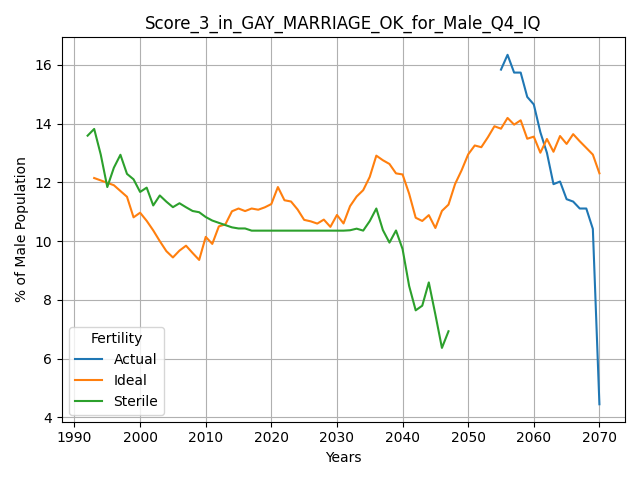 Score_3_in_GAY_MARRIAGE_OK_for_Male_Q4_IQ
% of Male Population
16
14
12
10
8
6
4
Fertility
Actual
Ideal
Sterile
1990 2000 2010 2020 2030 2040 2050 2060 2070
Years